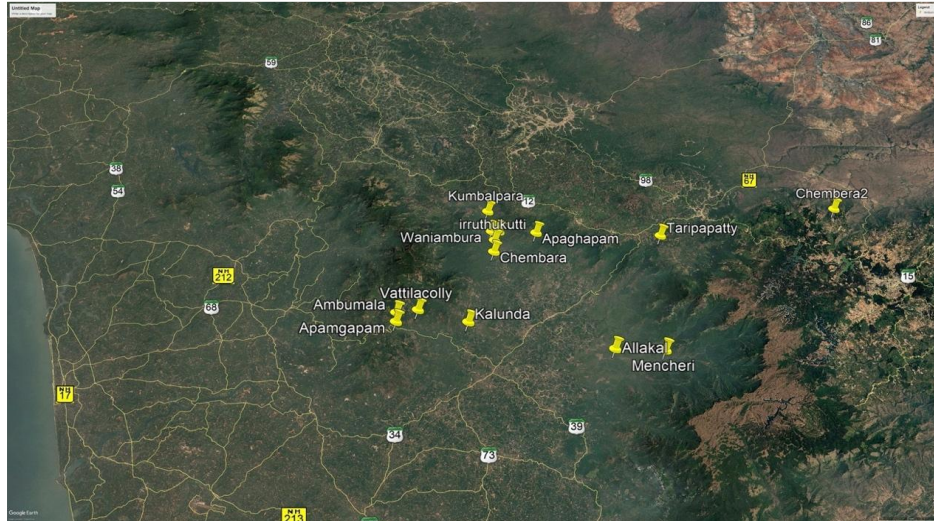 Untitled Map
Legend
86
81
59
38
54
98
NH
67
Chembera2
Kumbalpara
12
irruthukutti
Waniambura
Apaghapam
Taripapatty
Chembara
NH
212
15
68
Vattilacolly
Ambumala
Apamgapam
Kalunda
Allaka
Mencheri
NH
17
34
39
73
NH
213
Google Earth